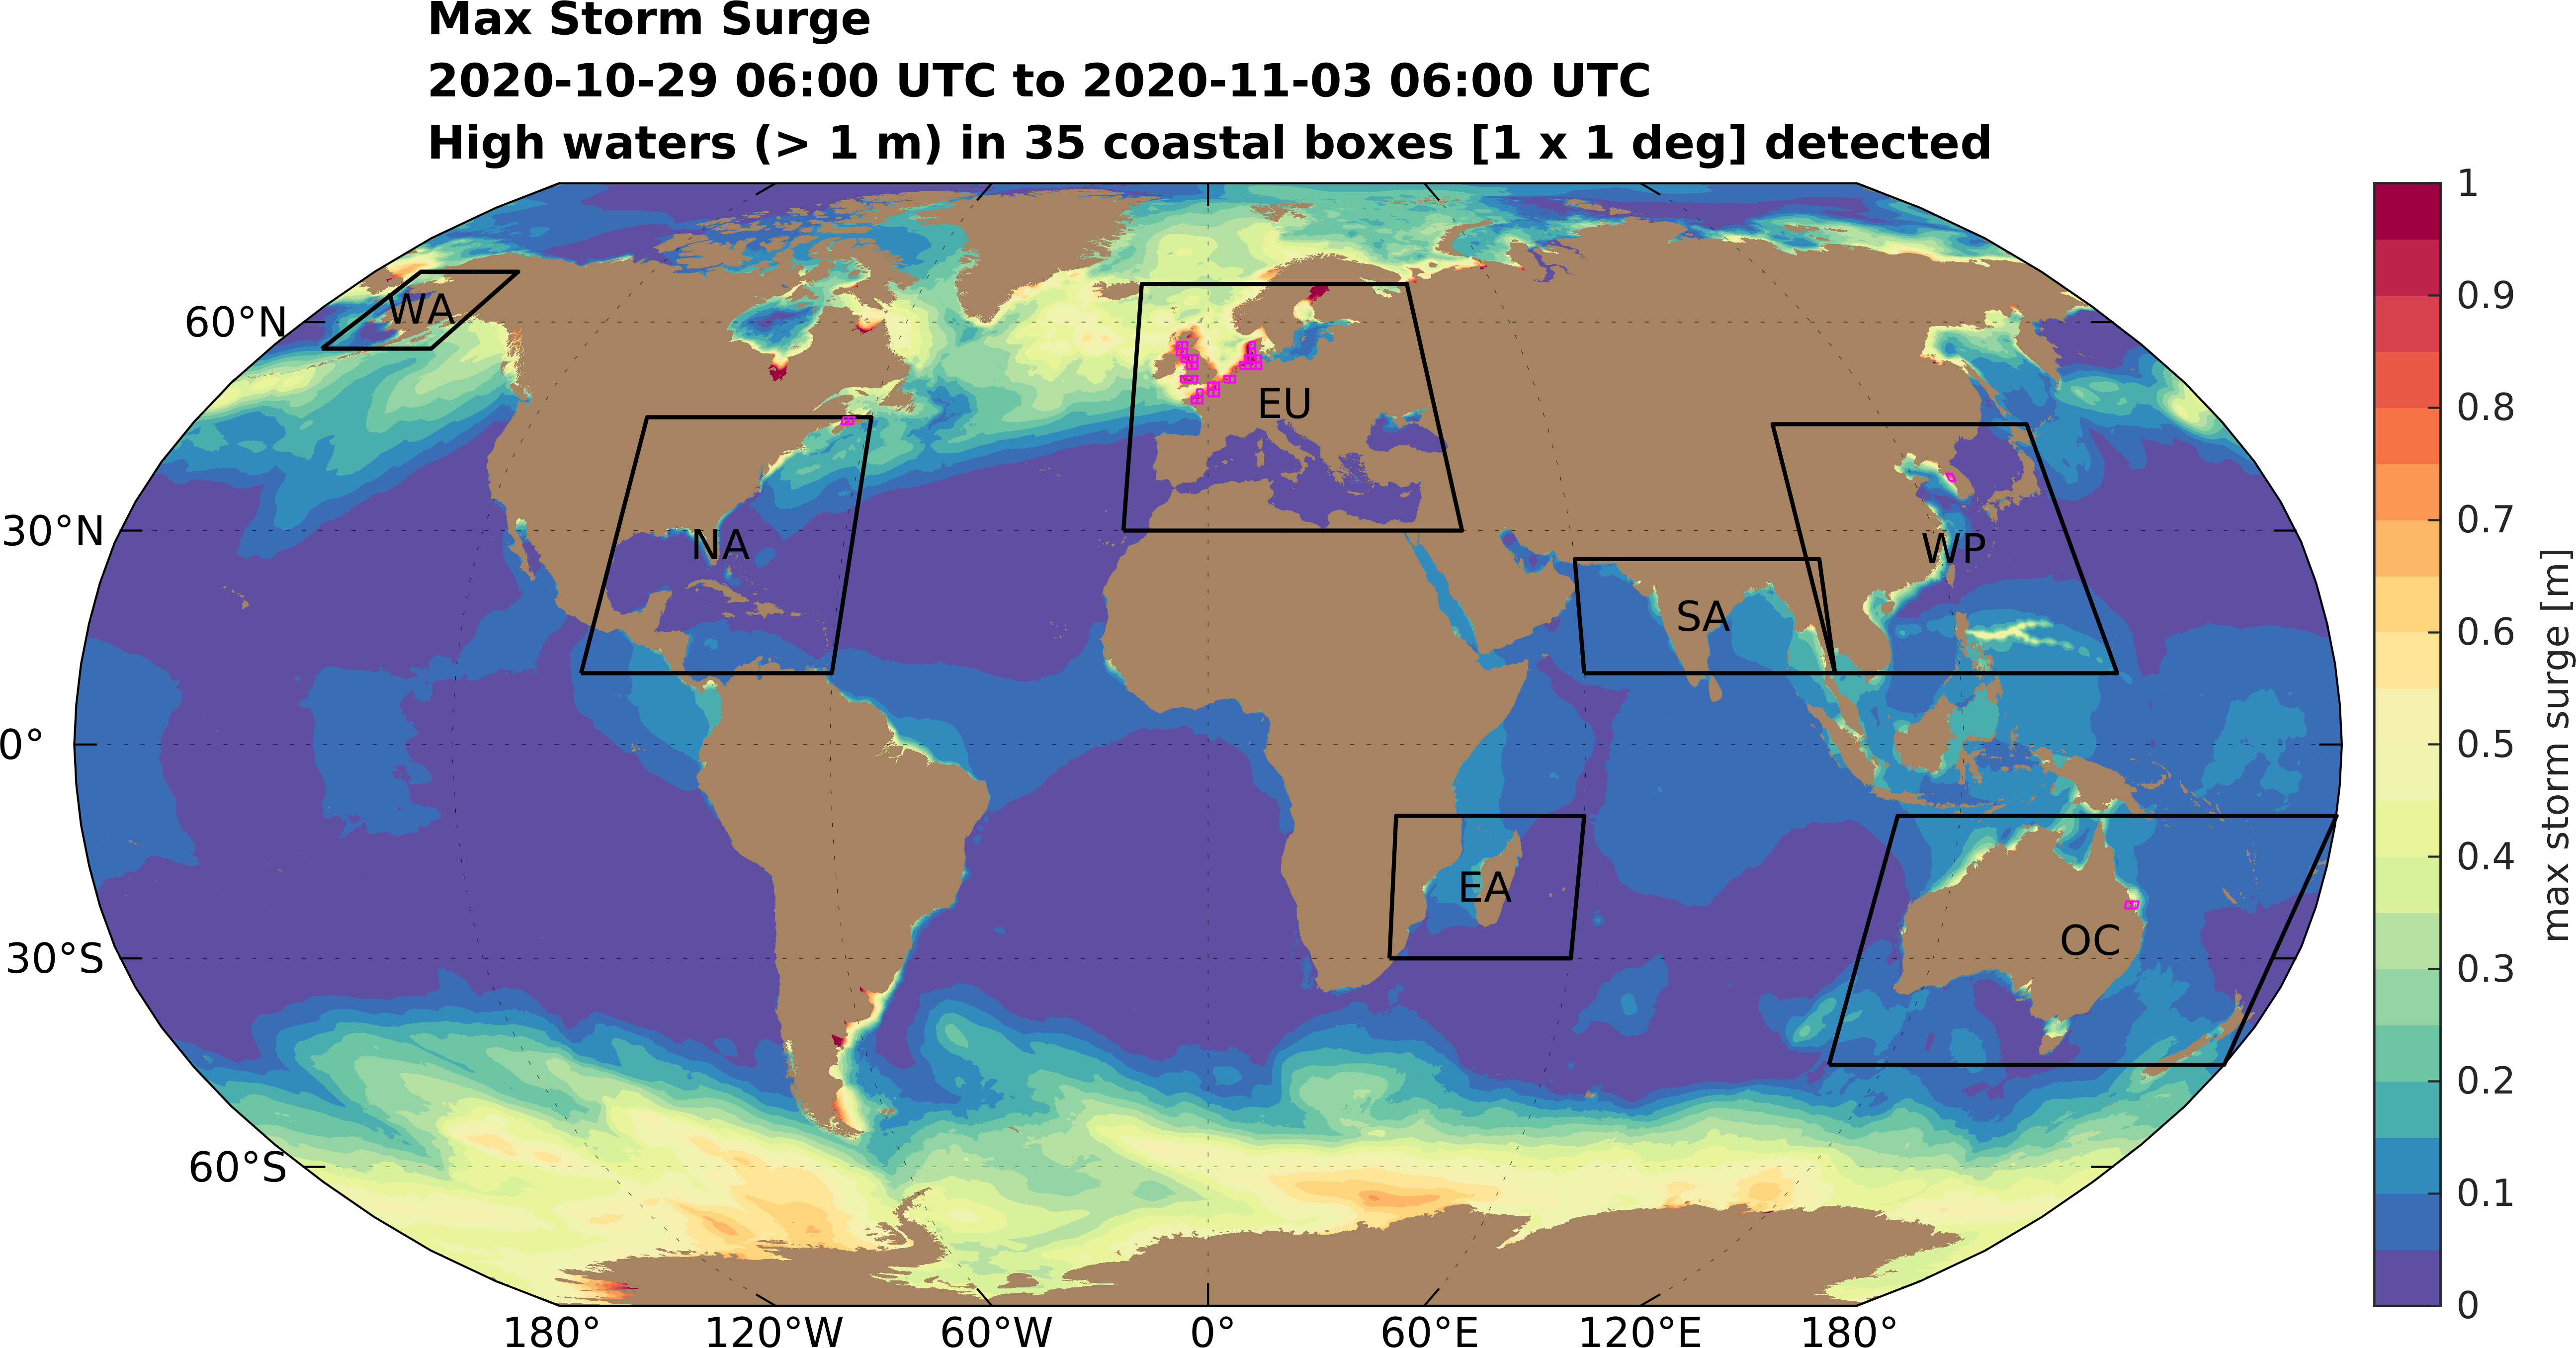 Max Storm Surge
2020-10-29 06:00 UTC to 2020-11-03 06:00 UTC
High waters (> 1 m) in 35 coastal boxes [1 x 1 deg] detected
60°N
30°N
0°
30°S
60°S
WA
NA
EU
SA
WP
EA
OC
180°
120°W
60°W
0°
60°E
120°E
180°
1
0.9
0.8
0.7
0.6
0.5
0.4
0.3
0.2
0.1
0
max storm surge [m]